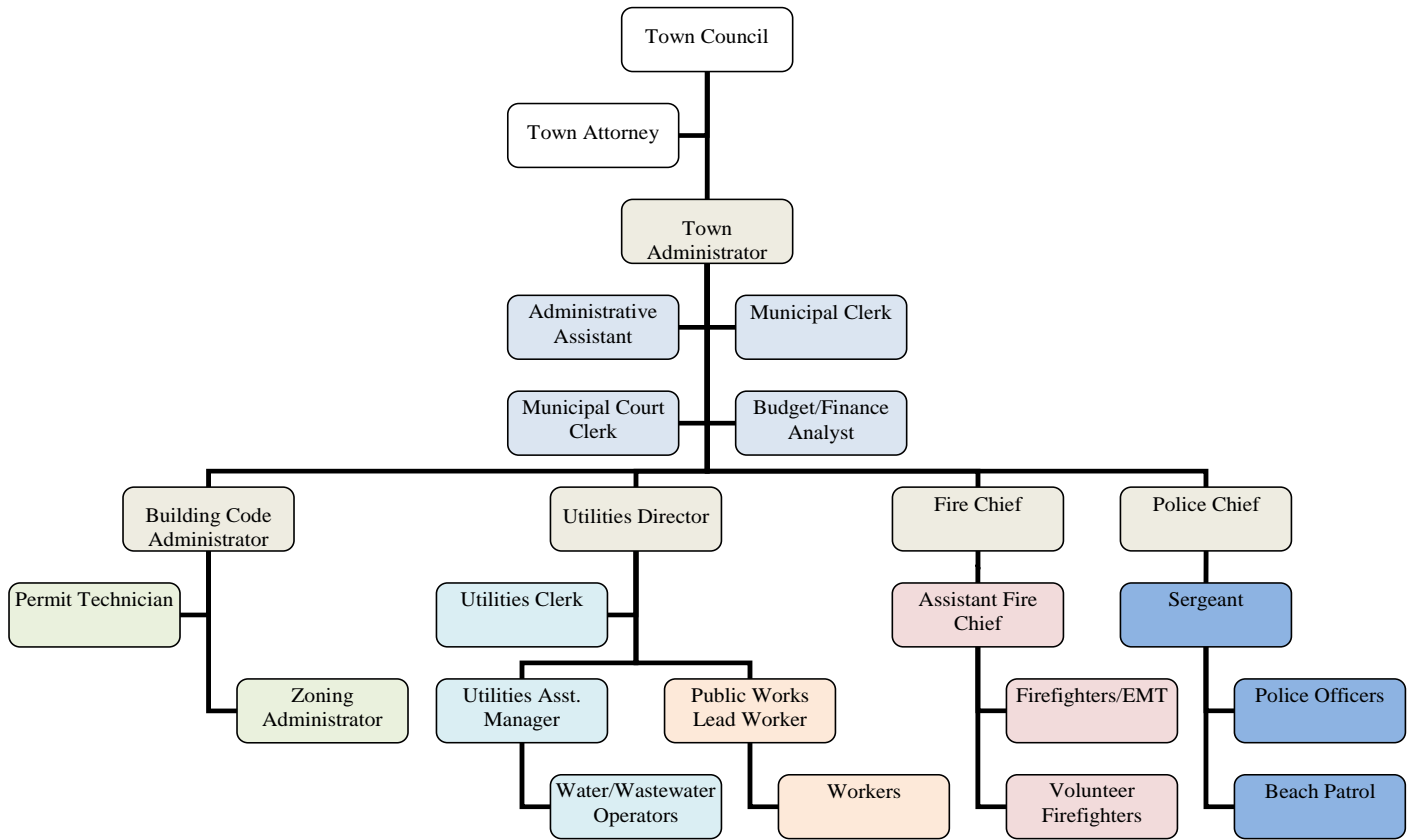 Town Council
Town Attorney
Town
Administrator
Administrative
Assistant
Municipal Clerk
Municipal Court
Clerk
Budget/Finance
Analyst
Building Code
Administrator
Utilities Director
Fire Chief
Police Chief
Permit Technician
Utilities Clerk
Assistant Fire
Chief
Sergeant
Zoning
Administrator
Utilities Asst.
Manager
Public Works
Lead Worker
Firefighters/EMT
Police Officers
Water/Wastewater
Operators
Workers
Volunteer
Firefighters
Beach Patrol